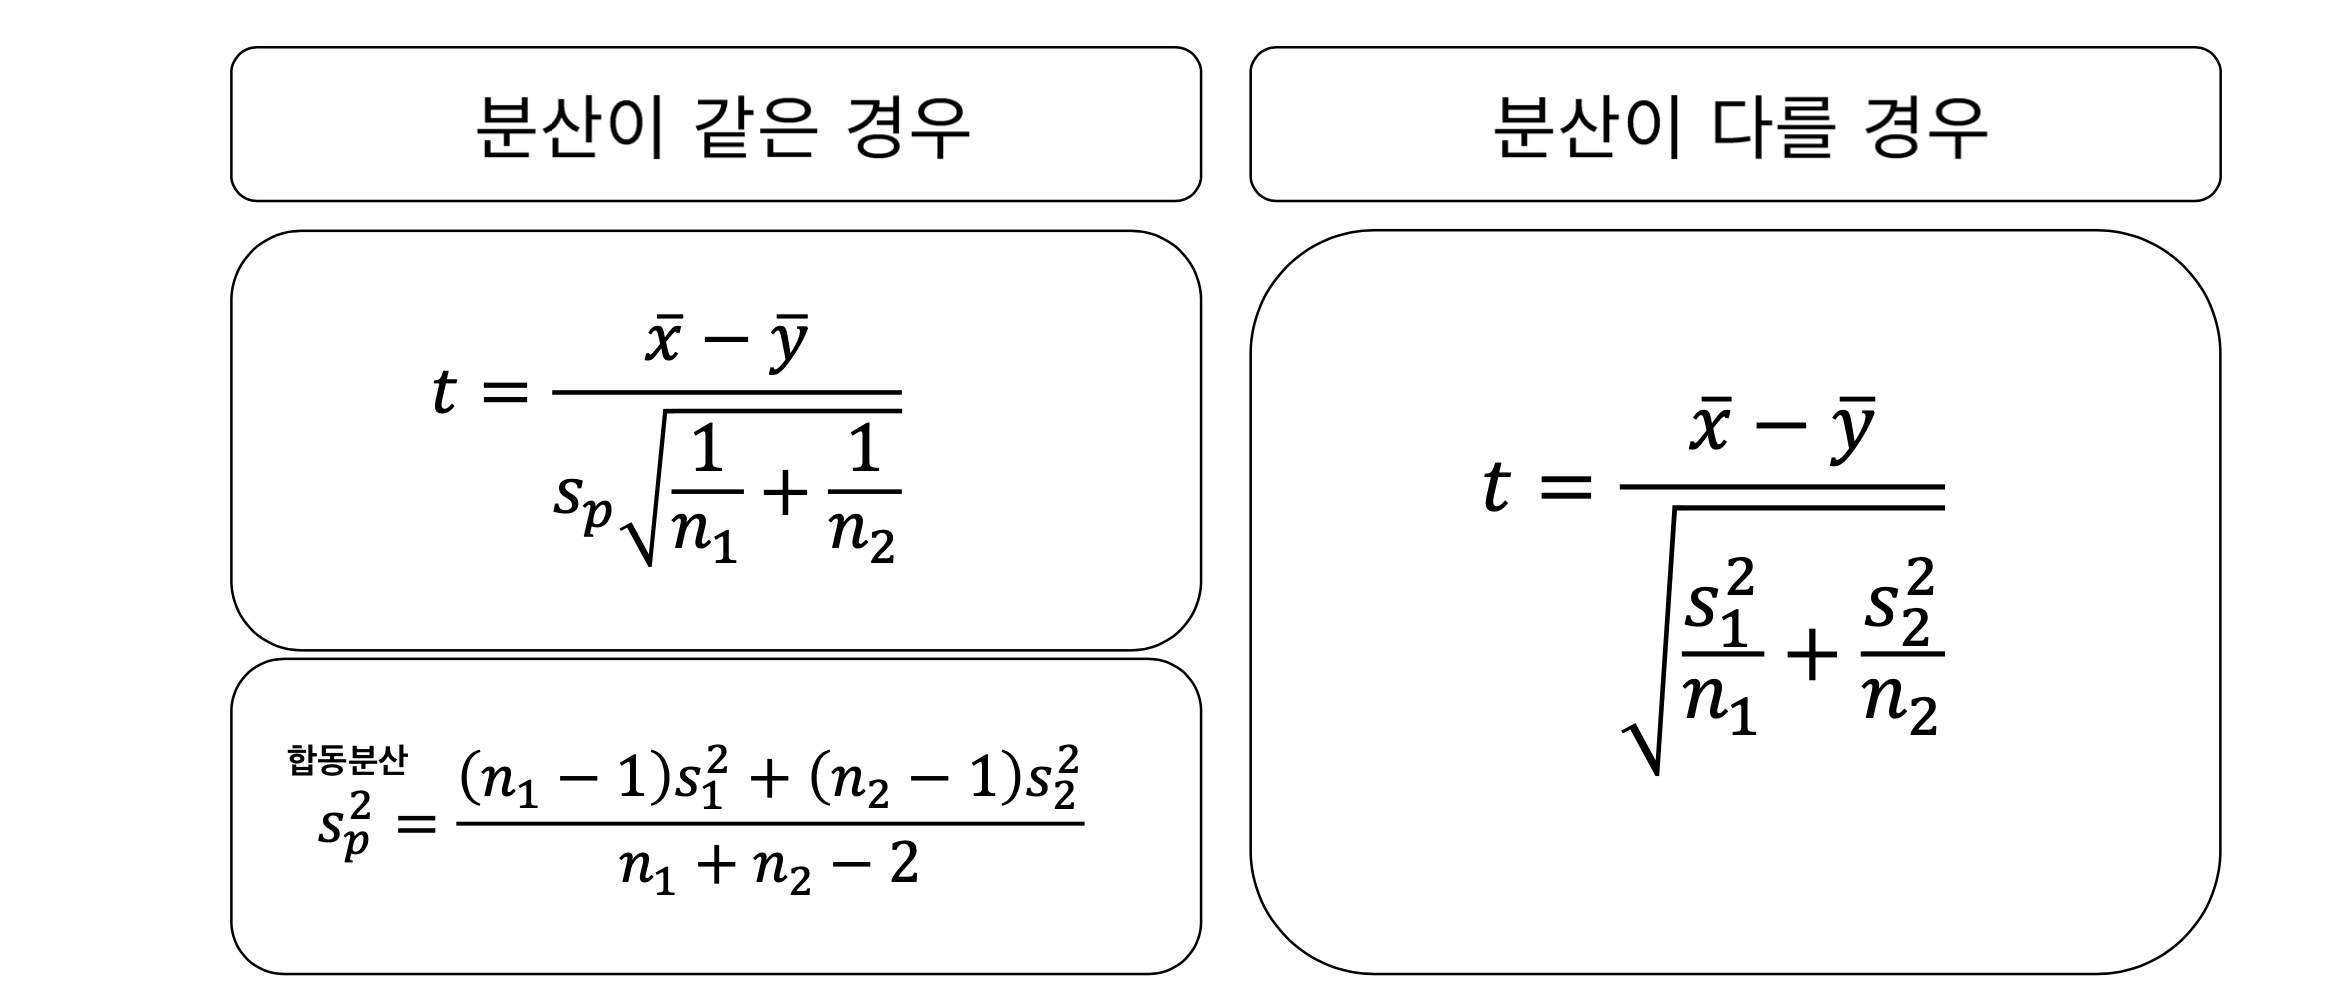 분산이 같은 경우
t = \frac{\bar{x} - \bar{y}}{s_p \sqrt{\frac{1}{n_1} + \frac{1}{n_2}}}
합동분산
s_p^2 = \frac{(n_1 - 1)s_1^2 + (n_2 - 1)s_2^2}{n_1 + n_2 - 2}
분산이 다를 경우
t = \frac{\bar{x} - \bar{y}}{\sqrt{\frac{s_1^2}{n_1} + \frac{s_2^2}{n_2}}}